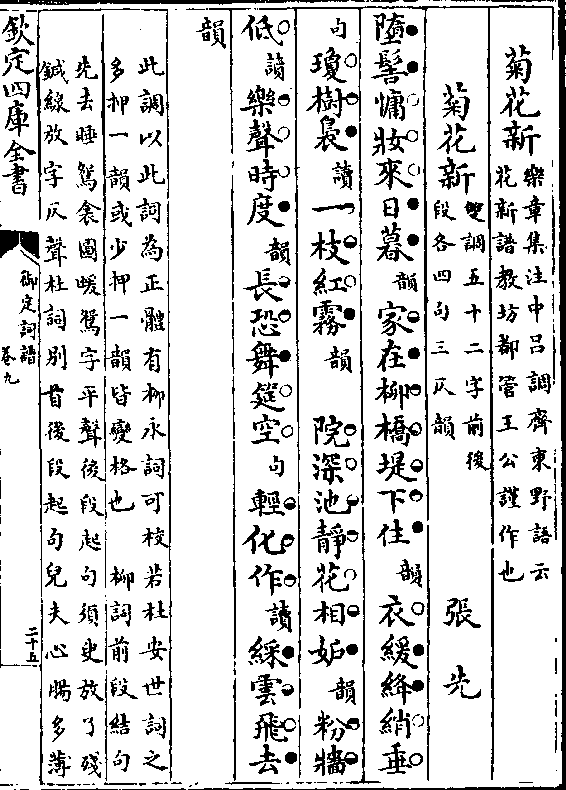 菊花新 樂章集注中吕調齊東野語云
花新譜教坊都管王公謹作也
菊花新 雙調五十二字前後
段各四句三仄韻 張先
墮髻慵妝來日暮韻家在柳橋堤下住韻衣緩絳綃垂
句瓊樹裊讀一枝紅霧韻 院深池靜花相妒韻粉牆
低讀樂聲時度韻長恐舞筵空句輕化作讀綵雲飛去
韻
此調以此詞為正體有柳永詞可校若杜安世詞之
多押一韻或少押一韻皆變格也 柳詞前段結句
先去睡鴛衾圖暖鴛字平聲後段起句須臾放了殘
鍼線放字仄聲杜詞别首後段起句兒夫心腸多薄
欽定四庫全書
御定詞譜
卷九
二十五